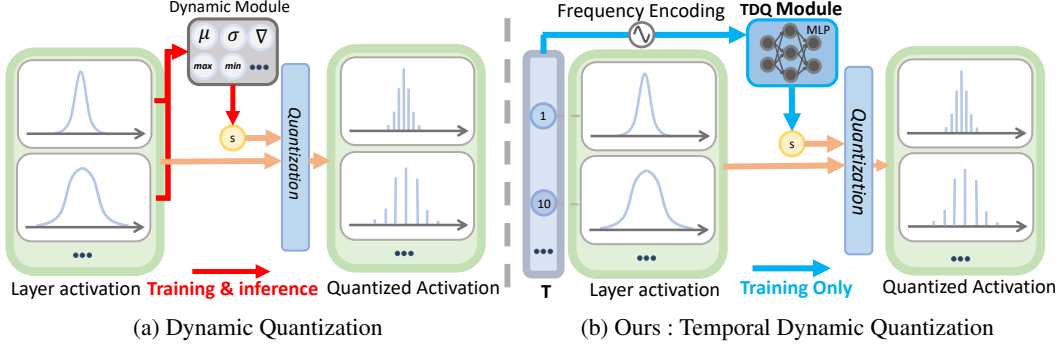 Dynamic Module
μ σ ∇
max min •••
s
Quantization
•••
•••
Layer activation
Training & inference
Quantized Activation
(a) Dynamic Quantization
Frequency Encoding
TDQ Module
MLP
1
10
•••
T
s
Quantization
•••
•••
Layer activation
Training Only
Quantized Activation
(b) Ours : Temporal Dynamic Quantization